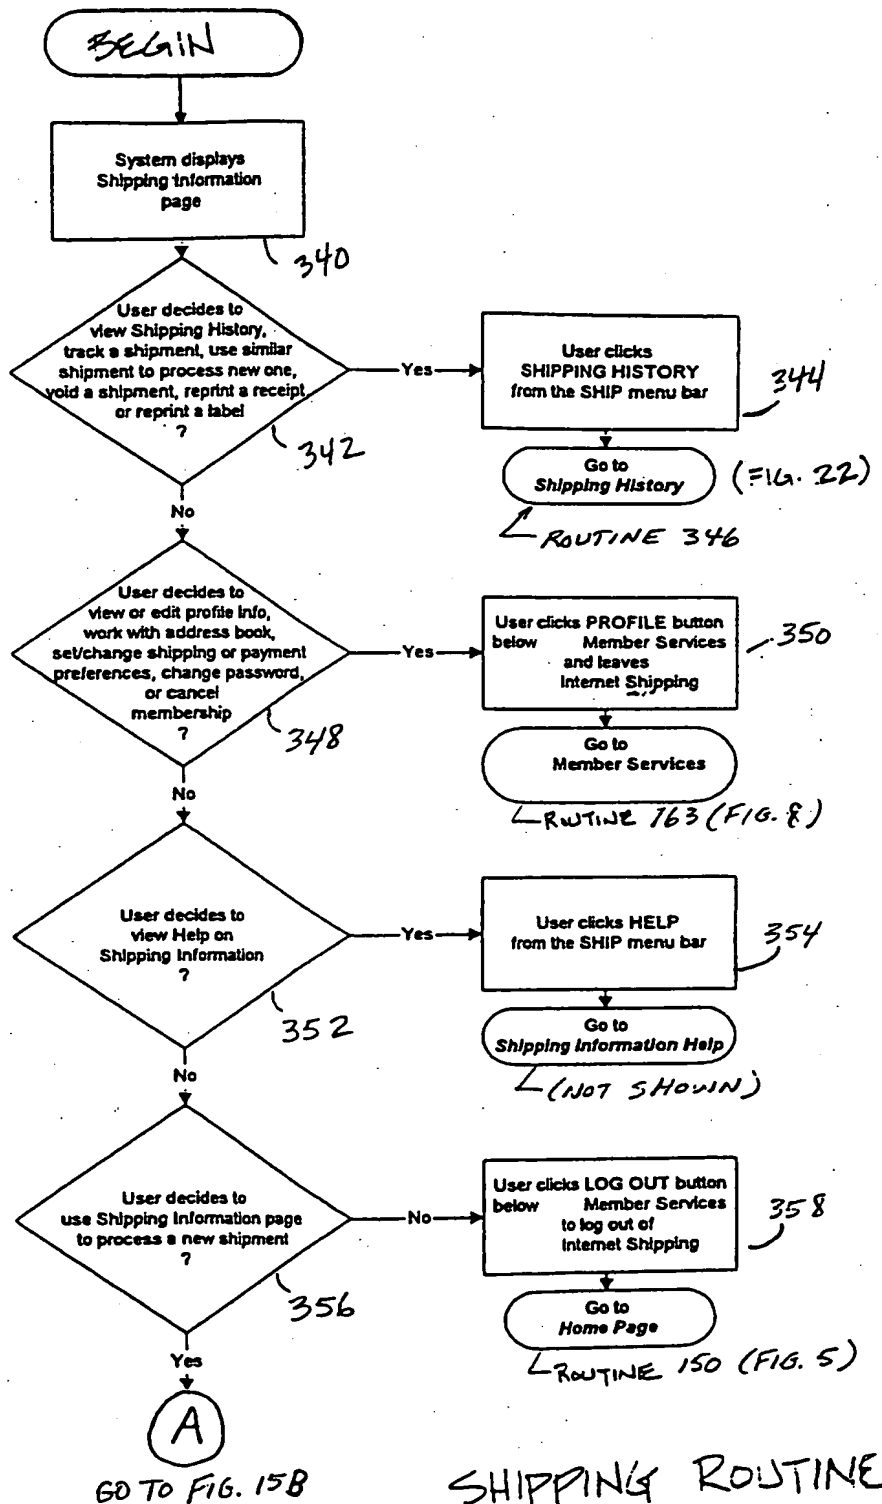 BEGIN
System displays
Shipping Information
page
340
User decides to
view Shipping History,
track a shipment, use similar
shipment to process new one,
void a shipment, reprint a receipt
or reprint a label
?
342
Yes
User clicks
SHIPPING HISTORY
from the SHIP menu bar
344
Go to
Shipping History
(FIG. 22)
ROUTINE 346
No
User decides to
view or edit profile info,
work with address book,
set/change shipping or payment
preferences, change password,
or cancel
membership
?
348
Yes
User clicks PROFILE button
below Member Services
and leaves
Internet Shipping
350
Go to
Member Services
ROUTINE 163 (FIG. 8)
No
User decides to
view Help on
Shipping Information
?
352
Yes
User clicks HELP
from the SHIP menu bar
354
Go to
Shipping Information Help
(NOT SHOWN)
No
User decides to
use Shipping Information page
to process a new shipment
?
356
No
User clicks LOG OUT button
below Member Services
to log out of
Internet Shipping
358
Go to
Home Page
ROUTINE 150 (FIG. 5)
Yes
A
GO TO FIG. 15B
SHIPPING ROUTINE